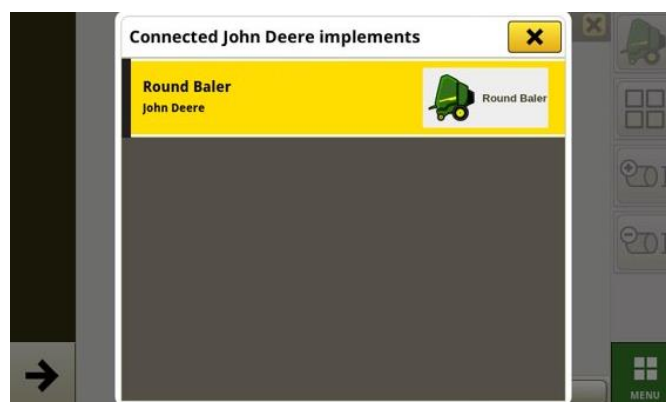 Connected John Deere implements
Round Baler
John Deere
Round Baler
MENU